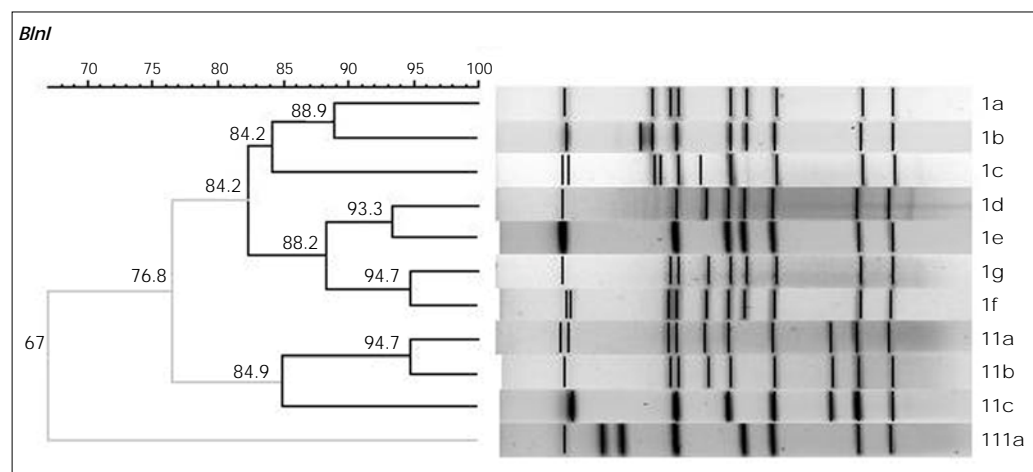 BlnI
70 75 80 85 90 95 100
88.9 1a
84.2 1b
84.2 1c
93.3 1d
88.2 1e
76.8 94.7 1g
1f
67 94.7 11a
84.9 11b
11c
111a